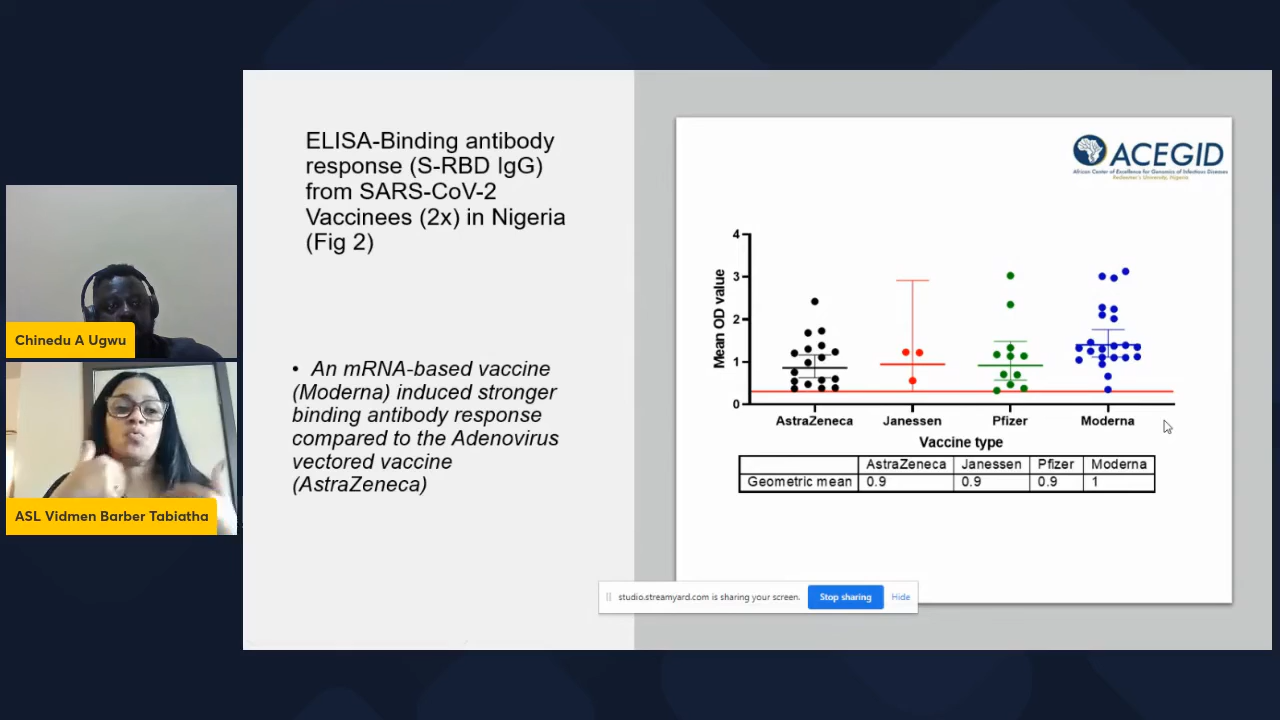 ELISA-Binding antibody
response (S-RBD IgG)
from SARS-CoV-2
Vaccinees (2x) in Nigeria
(Fig 2)
• An mRNA-based vaccine
(Moderna) induced stronger
binding antibody response
compared to the Adenovirus
vectored vaccine
(AstraZeneca)
ACEGID
African Center of Excellence for Genomics of Infectious Diseases
Redeemer's University, Nigeria
Mean OD value
4
3
2
1
0
AstraZeneca Janessen Pfizer Moderna
Vaccine type
AstraZeneca Janessen Pfizer Moderna
Geometric mean 0.9 0.9 0.9 1
studio.streamyard.com is sharing your screen. Stop sharing Hide
Chinedu A Ugwu
ASL Vidmen Barber Tabiatha